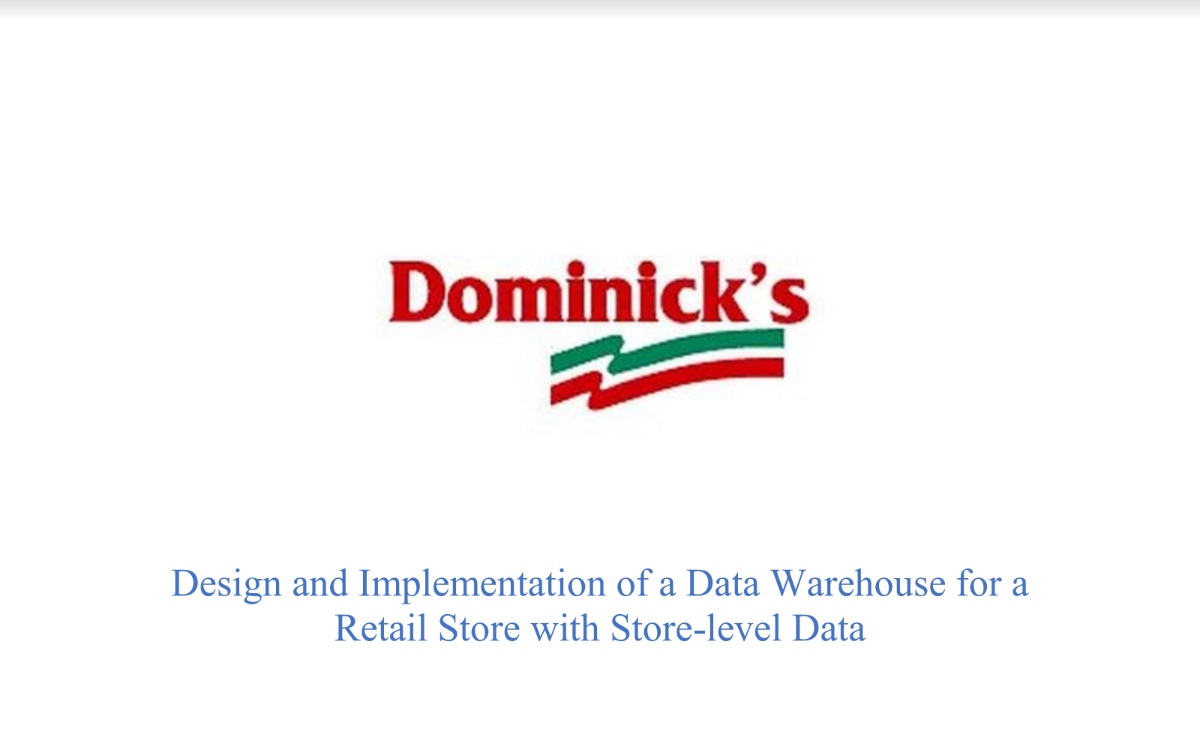 Dominick’s
Design and Implementation of a Data Warehouse for a
Retail Store with Store-level Data